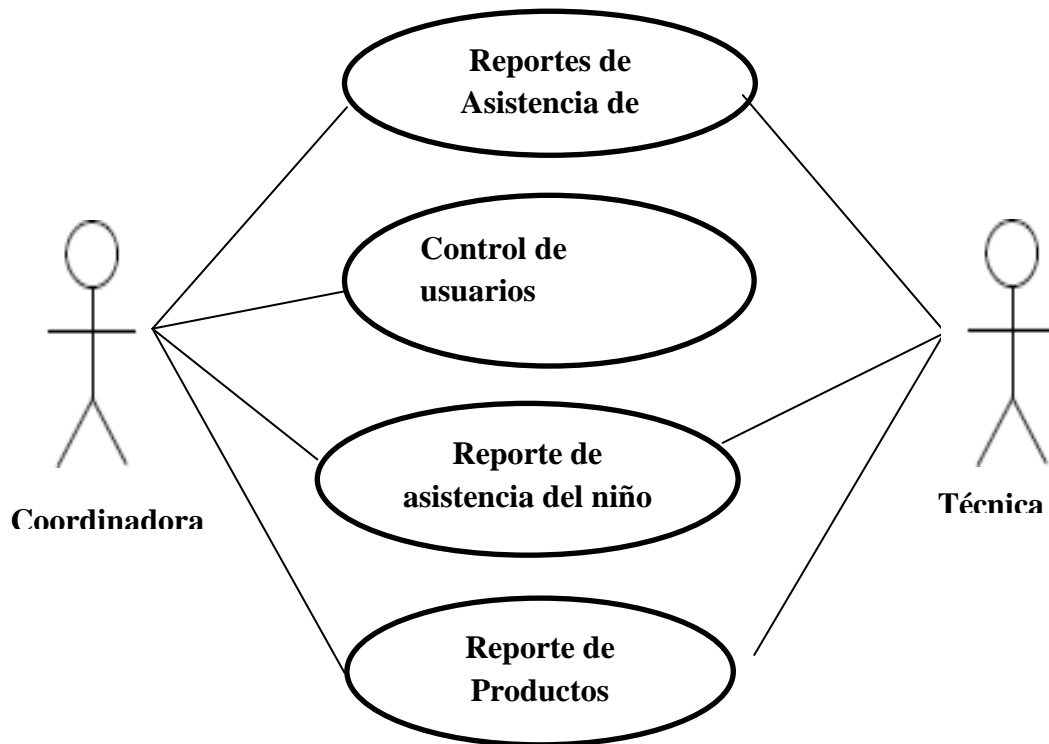 Reportes de
Asistencia de
Control de
usuarios
Reporte de
asistencia del niño
Coordinadora
Técnica
Reporte de
Productos